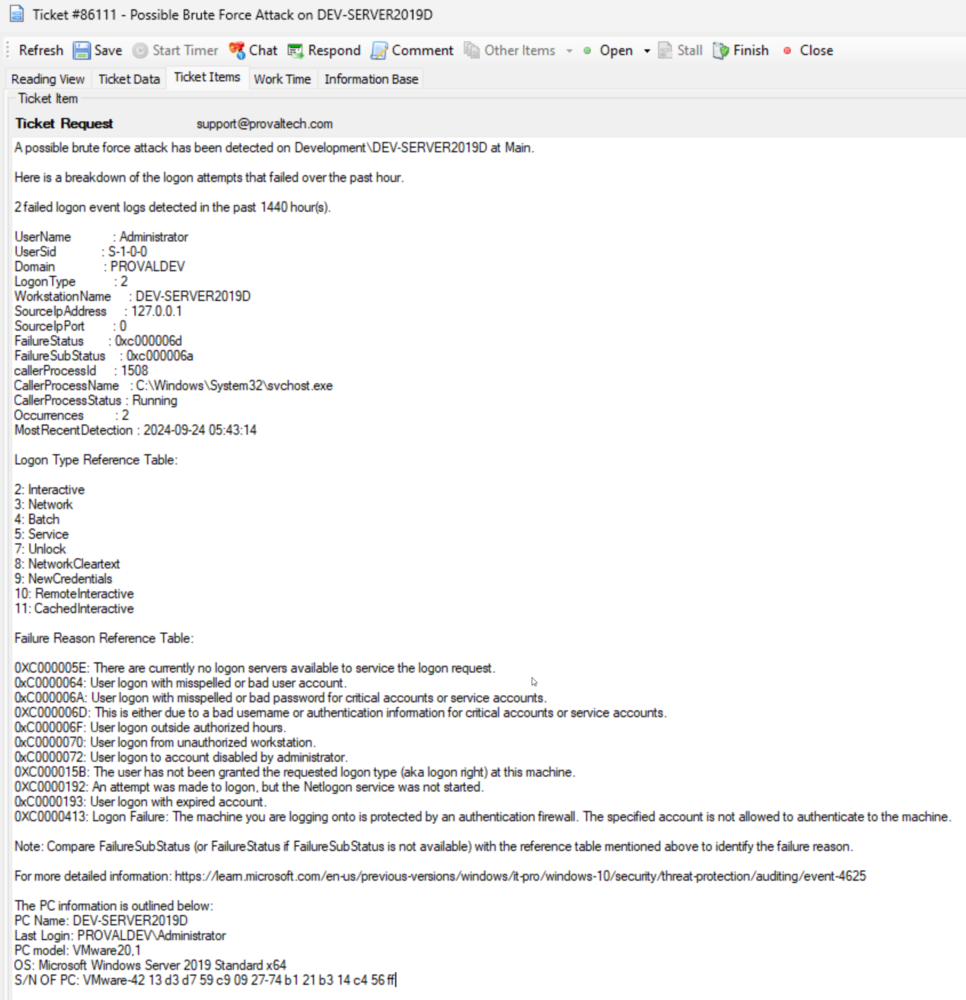 Ticket #86111 - Possible Brute Force Attack on DEV-SERVER2019D
Refresh Save Start Timer Chat Respond Comment Other Items Open Stall Finish Close
Reading View Ticket Data Ticket Items Work Time Information Base
Ticket Item
Ticket Request support@provaltech.com
A possible brute force attack has been detected on Development\DEV-SERVER2019D at Main.
Here is a breakdown of the logon attempts that failed over the past hour.
2 failed logon event logs detected in the past 1440 hour(s).
UserName : Administrator
UserSid : S-1-0-0
Domain : PROVALDEV
LogonType : 2
WorkstationName : DEV-SERVER2019D
SourceIpAddress : 127.0.0.1
SourceIpPort : 0
FailureStatus : 0xc000006d
FailureSubStatus : 0xc000006a
callerProcessId : 1508
CallerProcessName : C:\Windows\System32\svchost.exe
CallerProcessStatus : Running
Occurrences : 2
MostRecentDetection : 2024-09-24 05:43:14
Logon Type Reference Table:
2: Interactive
3: Network
4: Batch
5: Service
7: Unlock
8: NetworkCleartext
9: NewCredentials
10: RemoteInteractive
11: CachedInteractive
Failure Reason Reference Table:
0XC000005E: There are currently no logon servers available to service the logon request.
0xC0000064: User logon with misspelled or bad user account.
0xC000006A: User logon with misspelled or bad password for critical accounts or service accounts.
0XC000006D: This is either due to a bad username or authentication information for critical accounts or service accounts.
0xC000006F: User logon outside authorized hours.
0xC0000070: User logon from unauthorized workstation.
0xC0000072: User logon to account disabled by administrator.
0XC000015B: The user has not been granted the requested logon type (aka logon right) at this machine.
0XC0000192: An attempt was made to logon, but the Netlogon service was not started.
0xC0000193: User logon with expired account.
0XC0000413: Logon Failure: The machine you are logging onto is protected by an authentication firewall. The specified account is not allowed to authenticate to the machine.
Note: Compare FailureSubStatus (or FailureStatus if FailureSubStatus is not available) with the reference table mentioned above to identify the failure reason.
For more detailed information: https://learn.microsoft.com/en-us/previous-versions/windows/it-pro/windows-10/security/threat-protection/auditing/event-4625
The PC information is outlined below:
PC Name: DEV-SERVER2019D
Last Login: PROVALDEV\Administrator
PC model: VMware20,1
OS: Microsoft Windows Server 2019 Standard x64
S/N OF PC: VMware-42 13 d3 d7 59 c9 09 27-74 b1 21 b3 14 c4 56 ff